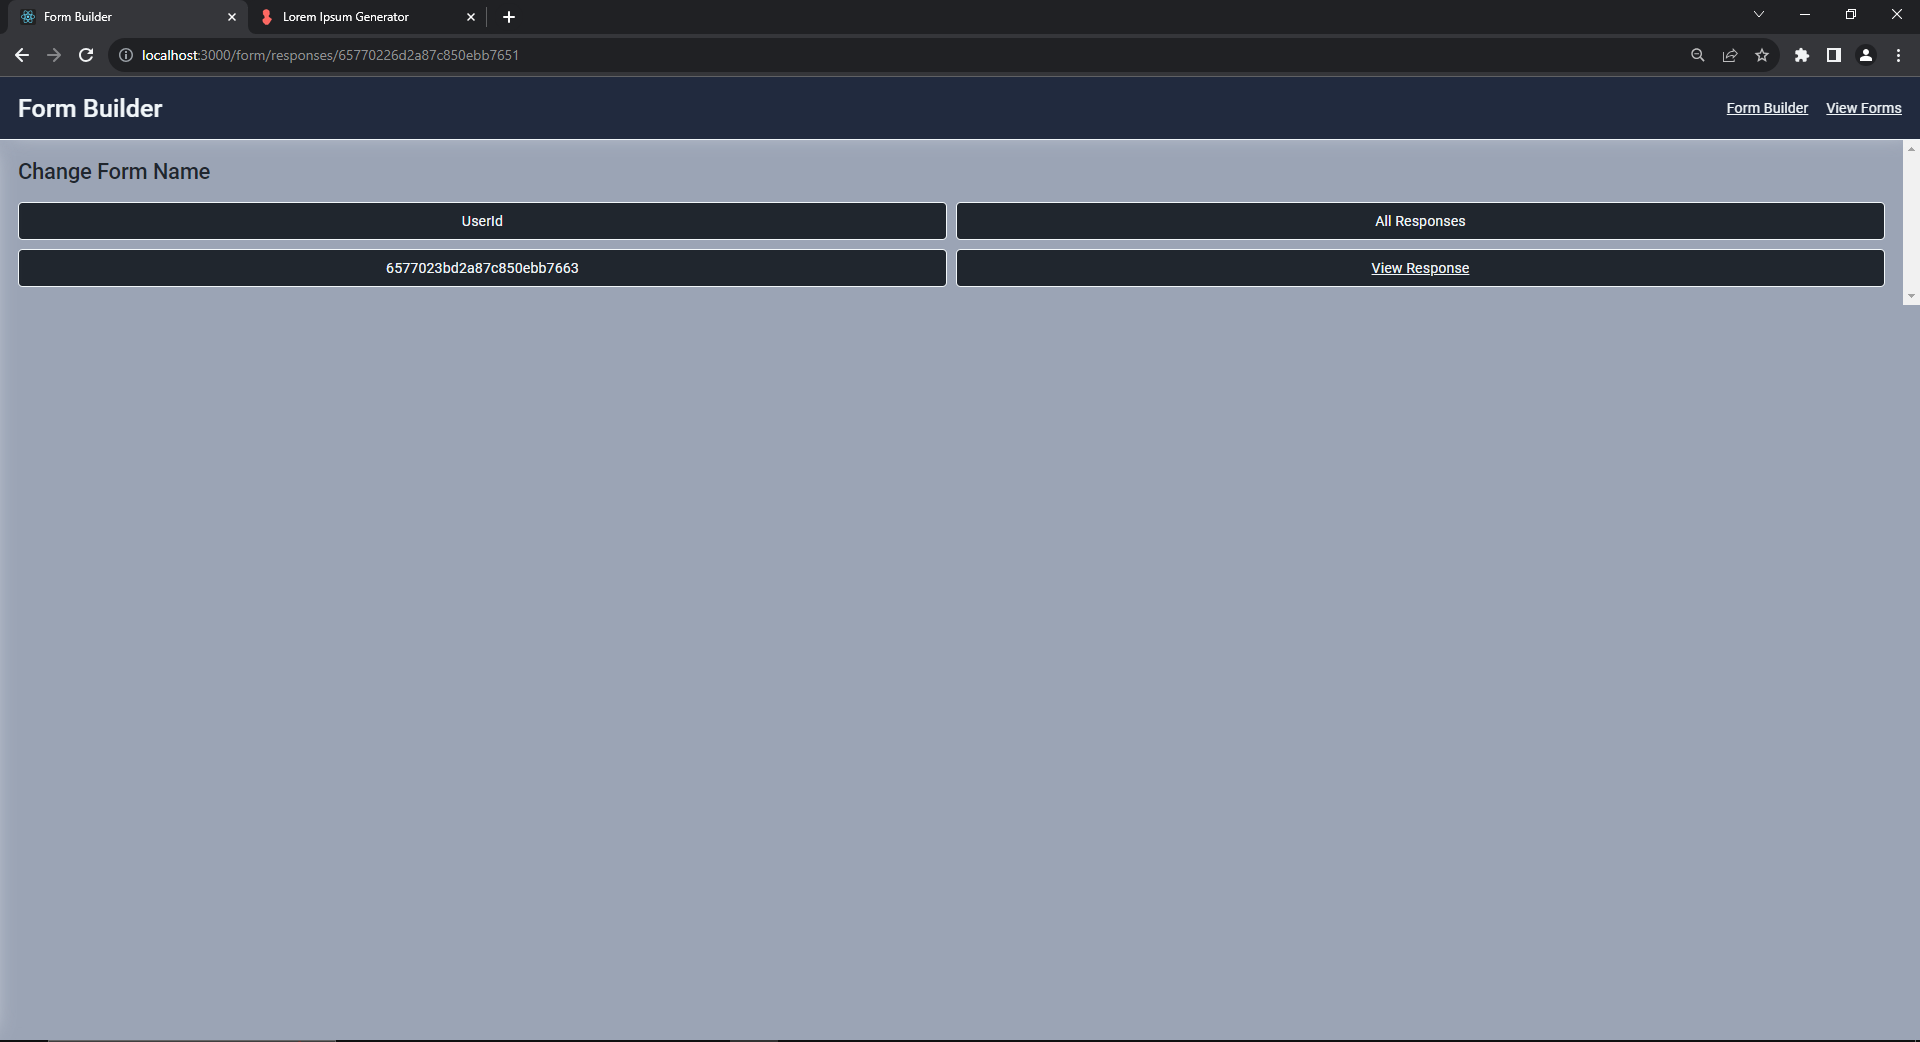 Form Builder
Lorem Ipsum Generator
localhost:3000/form/responses/65770226d2a87c850ebb7651
Form Builder
Form Builder
View Forms
Change Form Name
UserId
All Responses
6577023bd2a87c850ebb7663
View Response